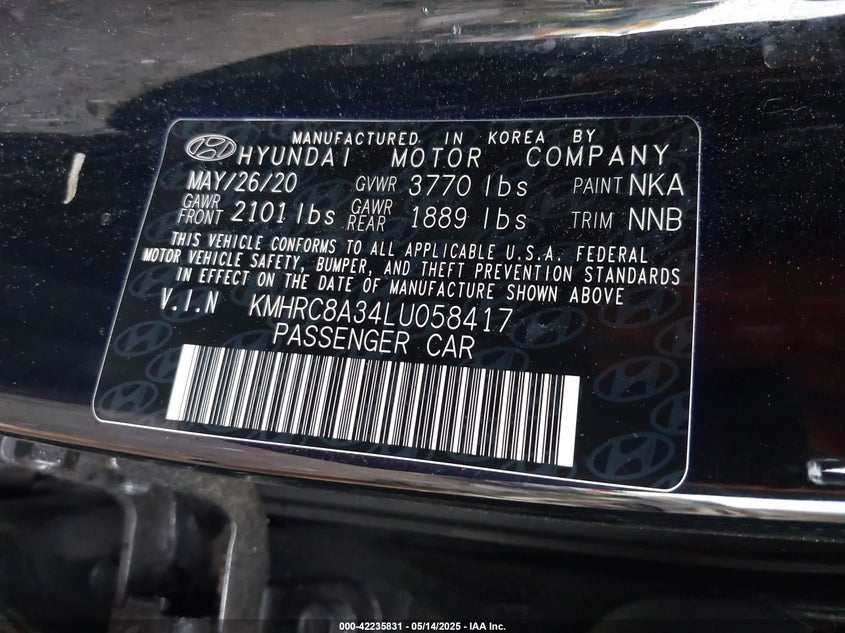 MANUFACTURED IN KOREA BY
HYUNDAI MOTOR COMPANY
MAY/26/20 GVWR 3770 lbs PAINT NKA
GAWR FRONT 2101 lbs GAWR REAR 1889 lbs TRIM NNB
THIS VEHICLE CONFORMS TO ALL APPLICABLE U.S.A. FEDERAL
MOTOR VEHICLE SAFETY, BUMPER, AND THEFT PREVENTION STANDARDS
IN EFFECT ON THE DATE OF MANUFACTURE SHOWN ABOVE
V.I.N KMHRC8A34LU058417
PASSENGER CAR
000-42235831 - 05/14/2025 - IAA Inc.